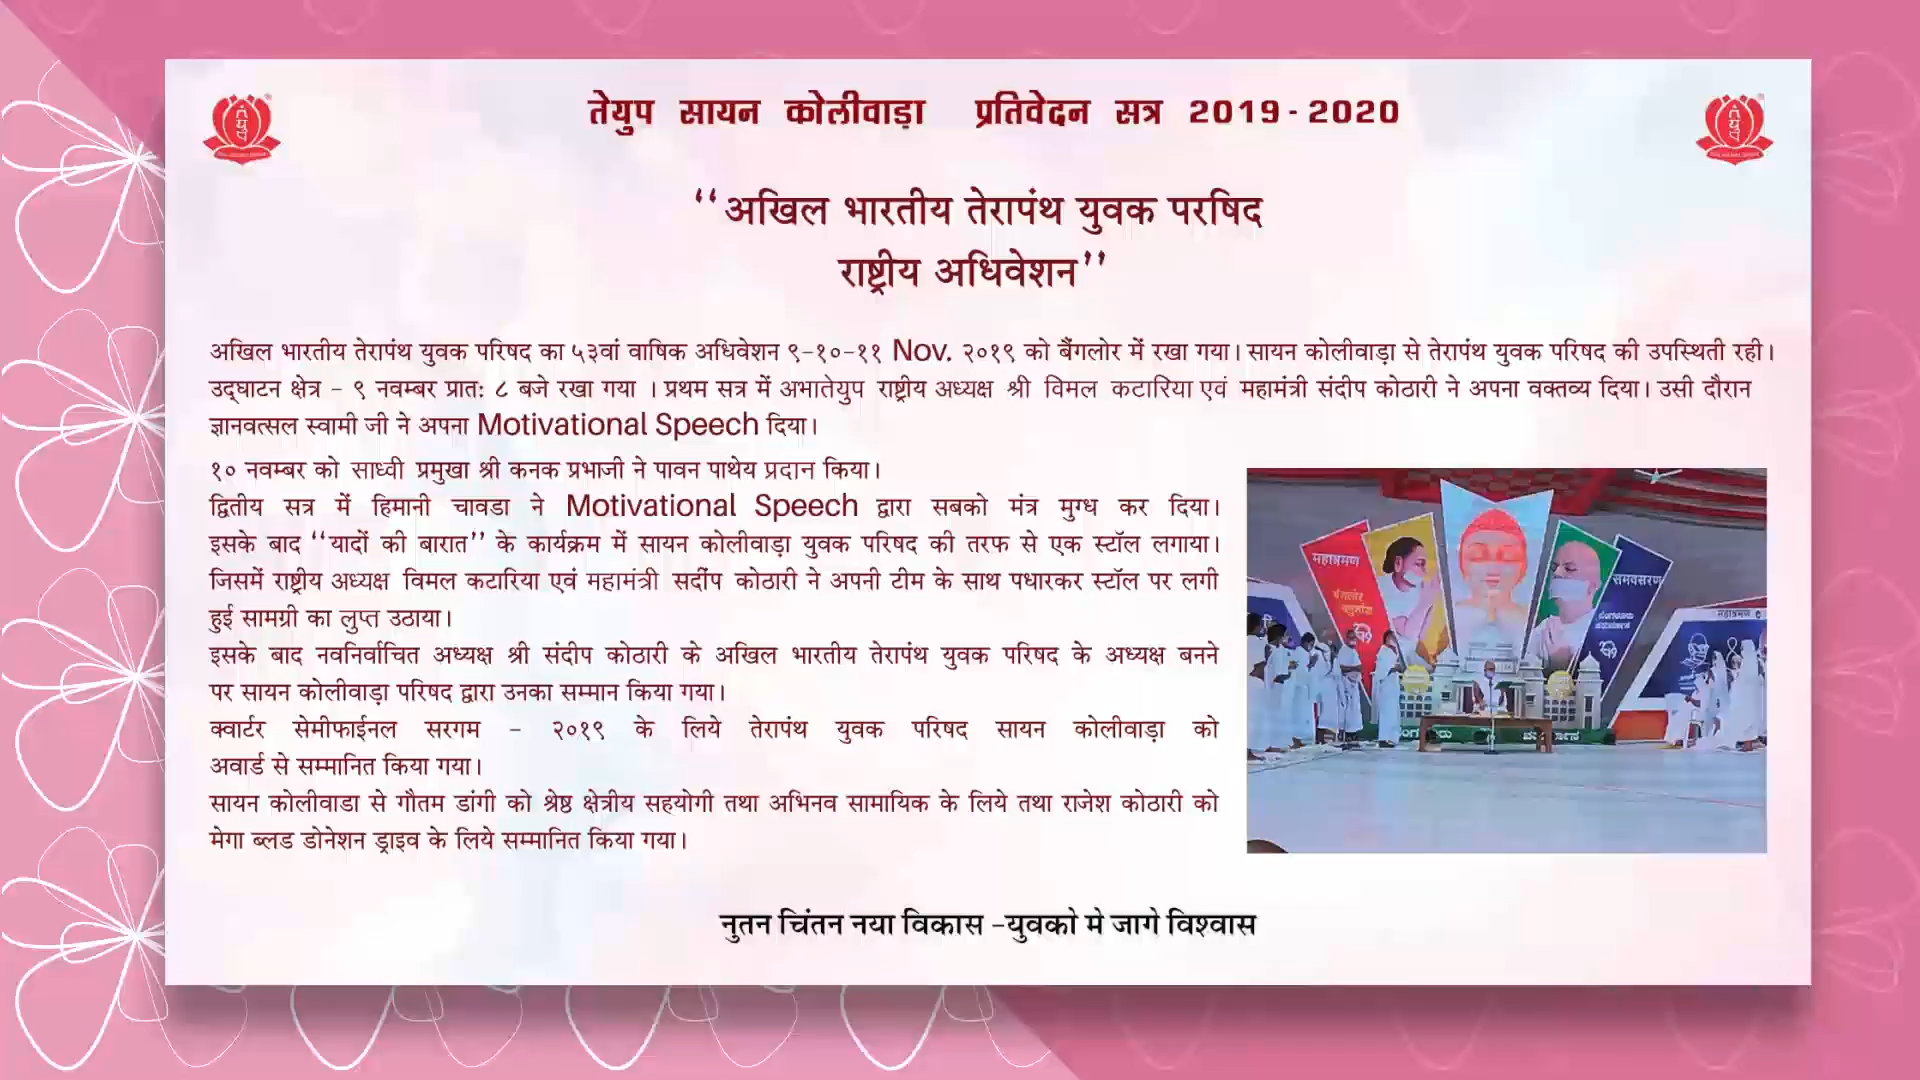 तेयुप सायन कोलीवाड़ा प्रतिवेदन सत्र 2019-2020
‘‘अखिल भारतीय तेरापंथ युवक परषिद
राष्ट्रीय अधिवेशन’’
अखिल भारतीय तेरापंथ युवक परिषद का ५३वां वाषिक अधिवेशन ९-१०-११ Nov. २०१९ को बैंगलोर में रखा गया। सायन कोलीवाड़ा से तेरापंथ युवक परिषद की उपस्थिती रही।
उद्घाटन क्षेत्र - ९ नवम्बर प्रातः ८ बजे रखा गया । प्रथम सत्र में अभातेयुप राष्ट्रीय अध्यक्ष श्री विमल कटारिया एवं महामंत्री संदीप कोठारी ने अपना वक्तव्य दिया। उसी दौरान
ज्ञानवत्सल स्वामी जी ने अपना Motivational Speech दिया।
१० नवम्बर को साध्वी प्रमुखा श्री कनक प्रभाजी ने पावन पाथेय प्रदान किया।
द्वितीय सत्र में हिमानी चावडा ने Motivational Speech द्वारा सबको मंत्र मुग्ध कर दिया।
इसके बाद ‘‘यादों की बारात’’ के कार्यक्रम में सायन कोलीवाड़ा युवक परिषद की तरफ से एक स्टॉल लगाया।
जिसमें राष्ट्रीय अध्यक्ष विमल कटारिया एवं महामंत्री सदींप कोठारी ने अपनी टीम के साथ पधारकर स्टॉल पर लगी
हुई सामग्री का लुप्त उठाया।
इसके बाद नवनिर्वाचित अध्यक्ष श्री संदीप कोठारी के अखिल भारतीय तेरापंथ युवक परिषद के अध्यक्ष बनने
पर सायन कोलीवाड़ा परिषद द्वारा उनका सम्मान किया गया।
क्वार्टर सेमीफाईनल सरगम - २०१९ के लिये तेरापंथ युवक परिषद सायन कोलीवाड़ा को
अवार्ड से सम्मानित किया गया।
सायन कोलीवाडा से गौतम डांगी को श्रेष्ठ क्षेत्रीय सहयोगी तथा अभिनव सामायिक के लिये तथा राजेश कोठारी को
मेगा ब्लड डोनेशन ड्राइव के लिये सम्मानित किया गया।
महाश्रमण
समवसरण
महाश्रमण
नुतन चिंतन नया विकास -युवको मे जागे विश्वास